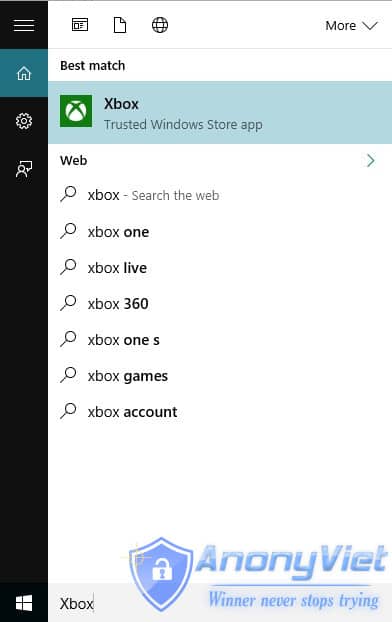 More
Best match
Xbox
Trusted Windows Store app
Web
xbox - Search the web
xbox one
xbox live
xbox 360
xbox one s
xbox games
xbox account
AnonyViet
Winner never stops trying
Xbox